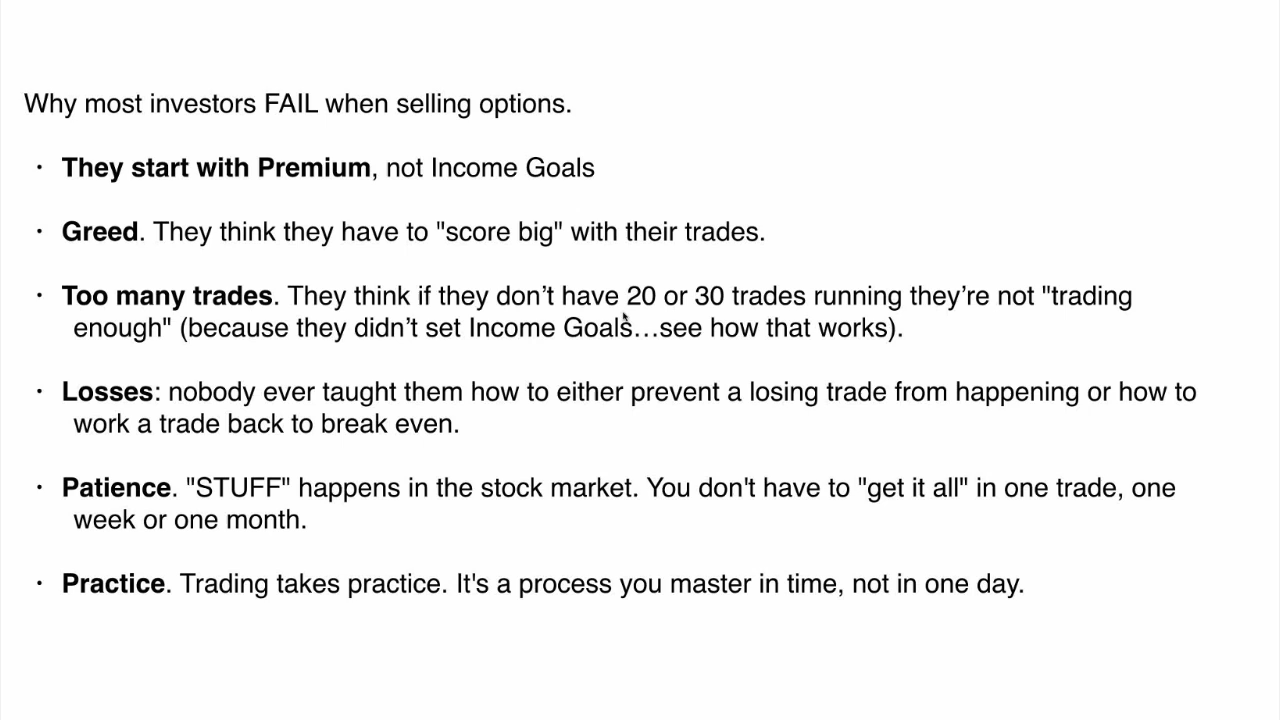 Why most investors FAIL when selling options.
· They start with Premium, not Income Goals
· Greed. They think they have to "score big" with their trades.
· Too many trades. They think if they don’t have 20 or 30 trades running they’re not "trading
enough" (because they didn’t set Income Goals…see how that works).
· Losses: nobody ever taught them how to either prevent a losing trade from happening or how to
work a trade back to break even.
· Patience. "STUFF" happens in the stock market. You don't have to "get it all" in one trade, one
week or one month.
· Practice. Trading takes practice. It's a process you master in time, not in one day.